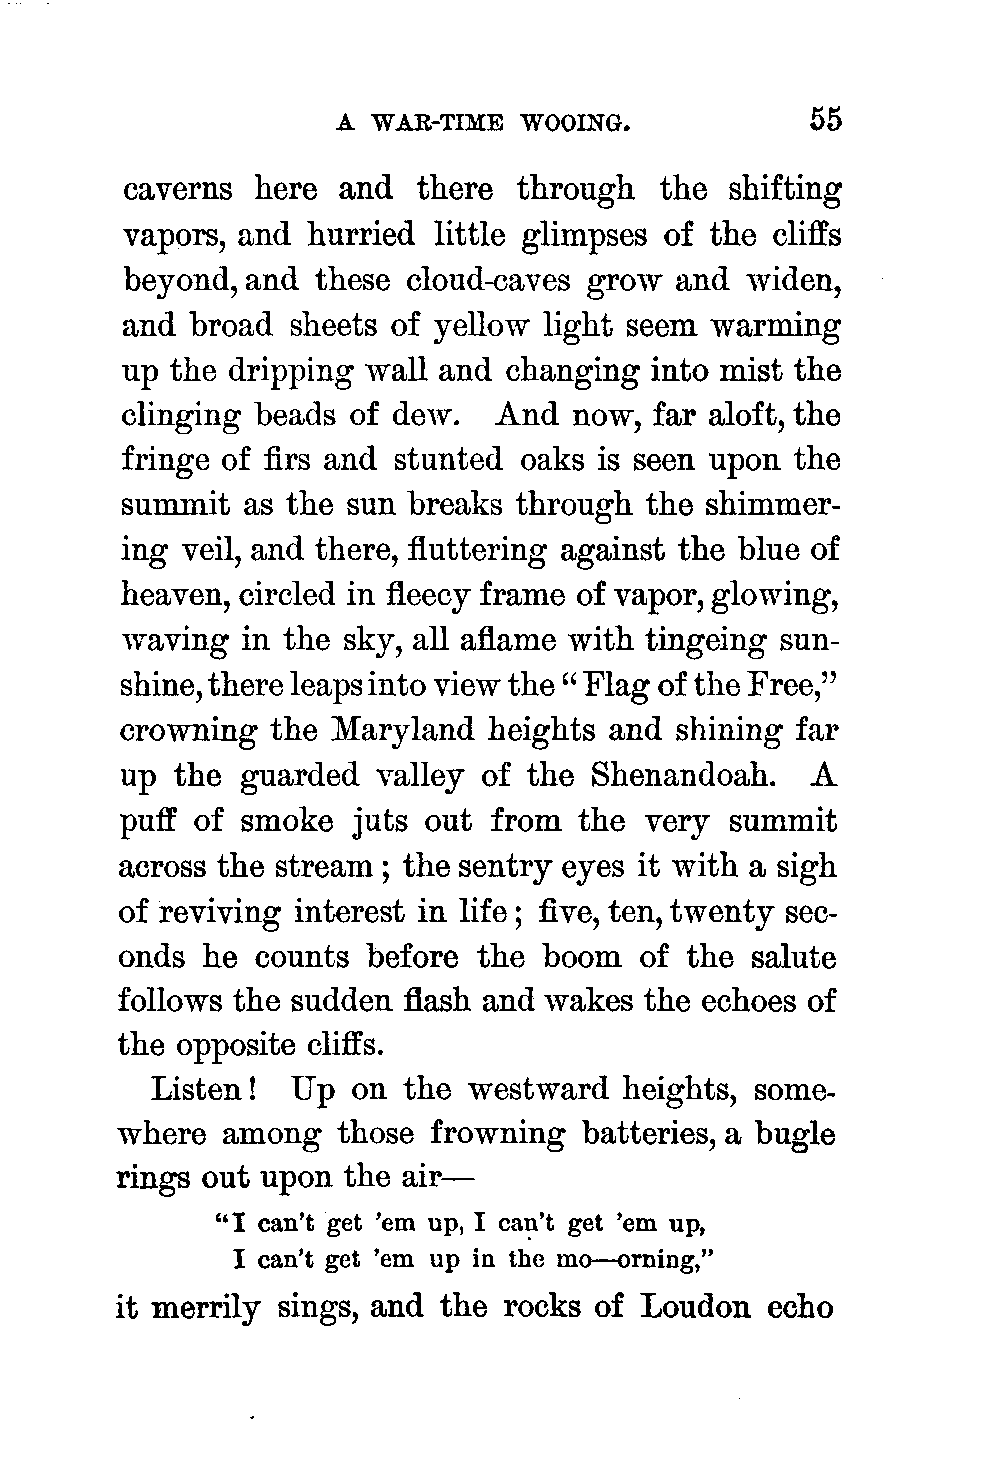 A WAR-TIME WOOING. 55
caverns here and there through the shifting
vapors, and hurried little glimpses of the cliffs
beyond, and these cloud-caves grow and widen,
and broad sheets of yellow light seem warming
up the dripping wall and changing into mist the
clinging beads of dew. And now, far aloft, the
fringe of firs and stunted oaks is seen upon the
summit as the sun breaks through the shimmer-
ing veil, and there, fluttering against the blue of
heaven, circled in fleecy frame of vapor, glowing,
waving in the sky, all aflame with tingeing sun-
shine, there leaps into view the “Flag of the Free,”
crowning the Maryland heights and shining far
up the guarded valley of the Shenandoah. A
puff of smoke juts out from the very summit
across the stream; the sentry eyes it with a sigh
of reviving interest in life; five, ten, twenty sec-
onds he counts before the boom of the salute
follows the sudden flash and wakes the echoes of
the opposite cliffs.
Listen! Up on the westward heights, some-
where among those frowning batteries, a bugle
rings out upon the air—
“I can’t get ’em up, I can’t get ’em up,
I can’t get ’em up in the mo—orning,”
it merrily sings, and the rocks of Loudon echo